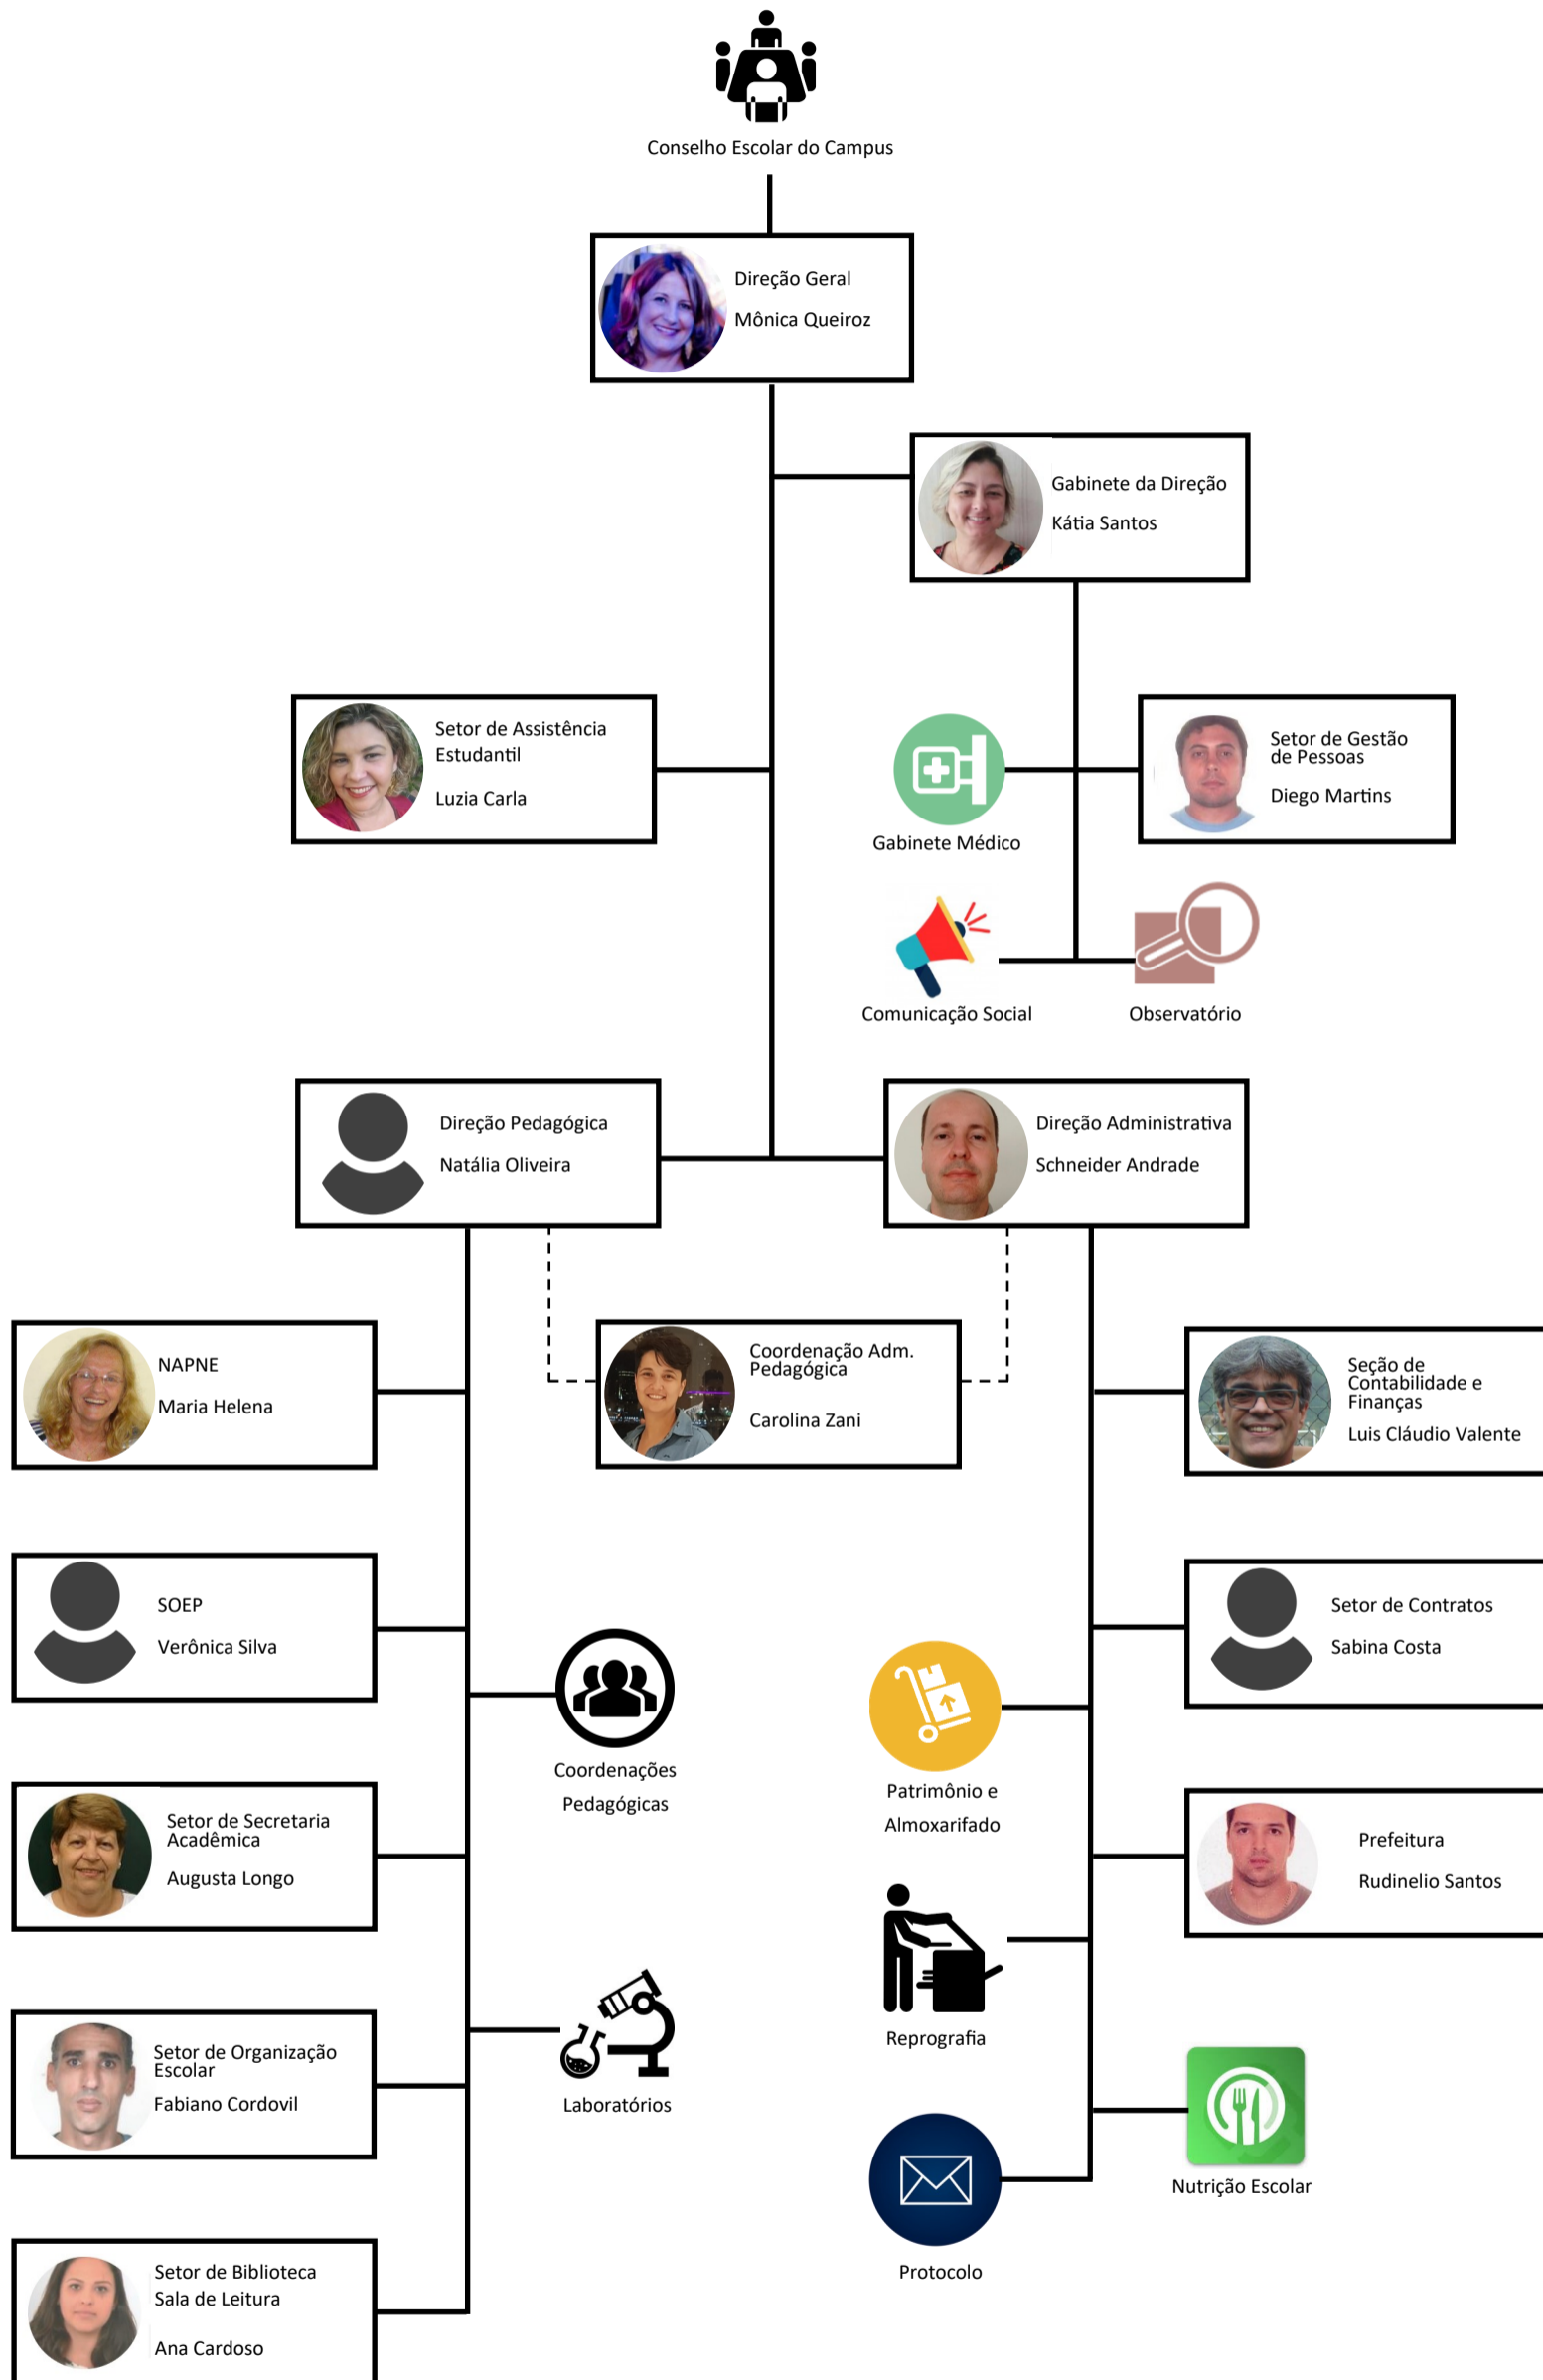 Conselho Escolar do Campus
Direção Geral
Mônica Queiroz
Gabinete da Direção
Kátia Santos
Setor de Assistência
Estudantil
Luzia Carla
Setor de Gestão
de Pessoas
Diego Martins
Gabinete Médico
Comunicação Social
Observatório
Direção Pedagógica
Natália Oliveira
Direção Administrativa
Schneider Andrade
NAPNE
Maria Helena
Coordenação Adm.
Pedagógica
Carolina Zani
Seção de
Contabilidade e
Finanças
Luis Cláudio Valente
SOEP
Verônica Silva
Setor de Contratos
Sabina Costa
Coordenações
Pedagógicas
Patrimônio e
Almoxarifado
Setor de Secretaria
Acadêmica
Augusta Longo
Prefeitura
Rudinelio Santos
Reprografia
Setor de Organização
Escolar
Fabiano Cordovil
Laboratórios
Nutrição Escolar
Protocolo
Setor de Biblioteca
Sala de Leitura
Ana Cardoso